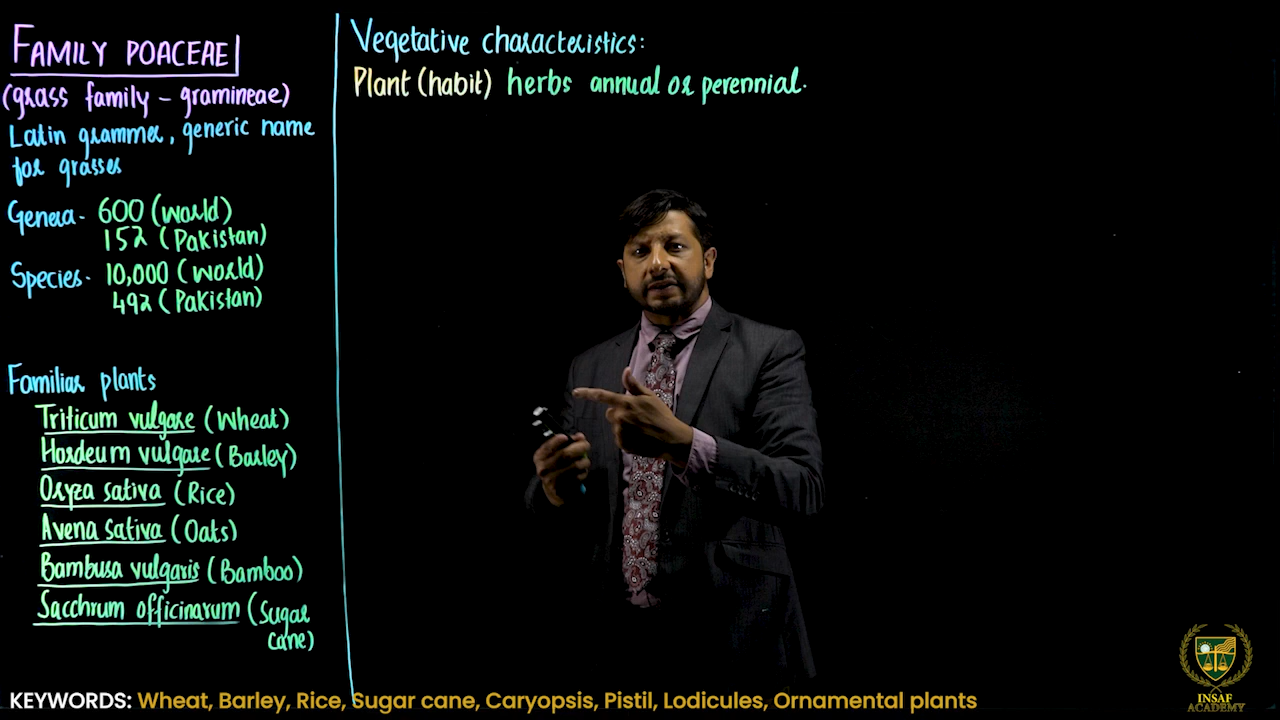 FAMILY POACEAE
(grass family - gramineae)
Latin grammer, generic name
for grasses
Genera - 600 (world)
152 (Pakistan)
Species - 10,000 (world)
492 (Pakistan)
Familiar plants
Triticum vulgare (Wheat)
Hordeum vulgare (Barley)
Oryza sativa (Rice)
Avena sativa (Oats)
Bambusa vulgaris (Bamboo)
Sacchrum officinarum (Sugar
cane)
Vegetative characteristics:
Plant (habit) herbs annual or perennial.
KEYWORDS: Wheat, Barley, Rice, Sugar cane, Caryopsis, Pistil, Lodicules, Ornamental plants
INSAF
ACADEMY